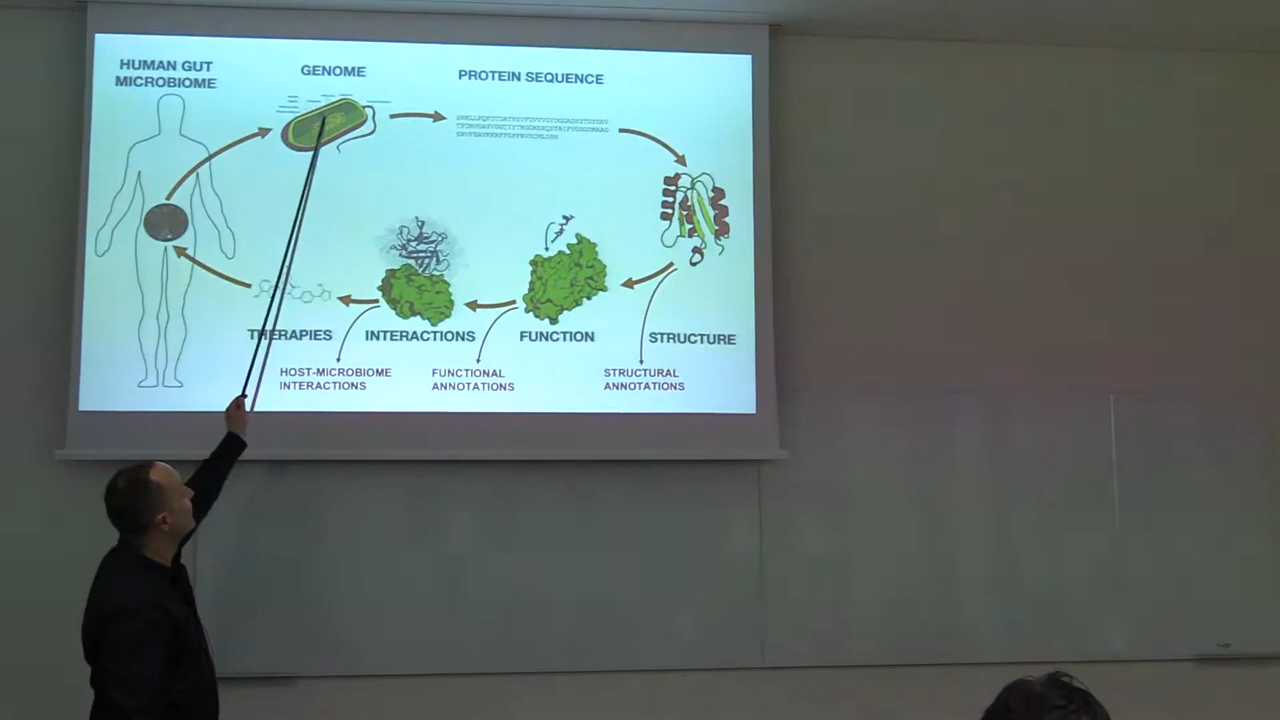 HUMAN GUT
MICROBIOME
GENOME
PROTEIN SEQUENCE
THERAPIES
INTERACTIONS
FUNCTION
STRUCTURE
HOST-MICROBIOME
INTERACTIONS
FUNCTIONAL
ANNOTATIONS
STRUCTURAL
ANNOTATIONS